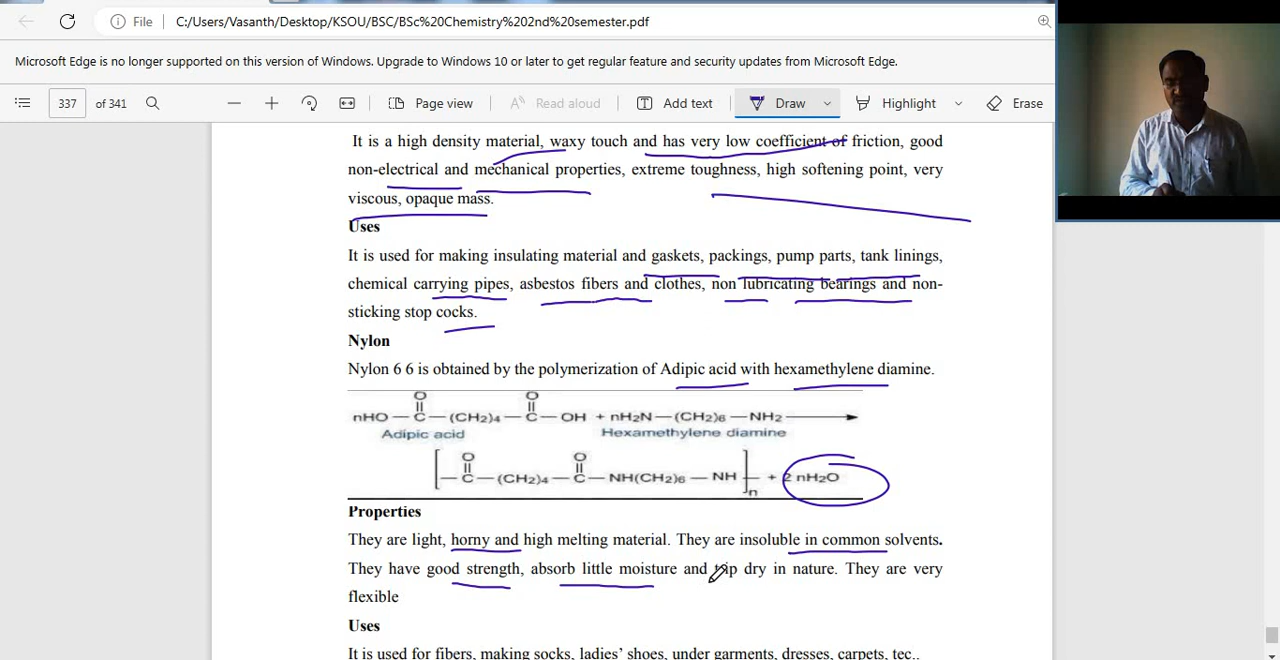 File C:/Users/Vasanth/Desktop/KSOU/BSC/BSc%20Chemistry%202nd%20semester.pdf
Microsoft Edge is no longer supported on this version of Windows. Upgrade to Windows 10 or later to get regular feature and security updates from Microsoft Edge.
337 of 341 Page view Read aloud Add text Draw Highlight Erase
It is a high density material, waxy touch and has very low coefficient of friction, good
non-electrical and mechanical properties, extreme toughness, high softening point, very
viscous, opaque mass.
Uses
It is used for making insulating material and gaskets, packings, pump parts, tank linings,
chemical carrying pipes, asbestos fibers and clothes, non lubricating bearings and non-
sticking stop cocks.
Nylon
Nylon 6 6 is obtained by the polymerization of Adipic acid with hexamethylene diamine.
O O
nHO — C — (CH2)4 — C — OH + nH2N — (CH2)6 — NH2
Adipic acid Hexamethylene diamine
O O
[ — C — (CH2)4 — C — NH(CH2)6 — NH ]n + 2 nH2O
Properties
They are light, horny and high melting material. They are insoluble in common solvents.
They have good strength, absorb little moisture and dry in nature. They are very
flexible
Uses
It is used for fibers, making socks, ladies' shoes, under garments, dresses, carpets, tec..